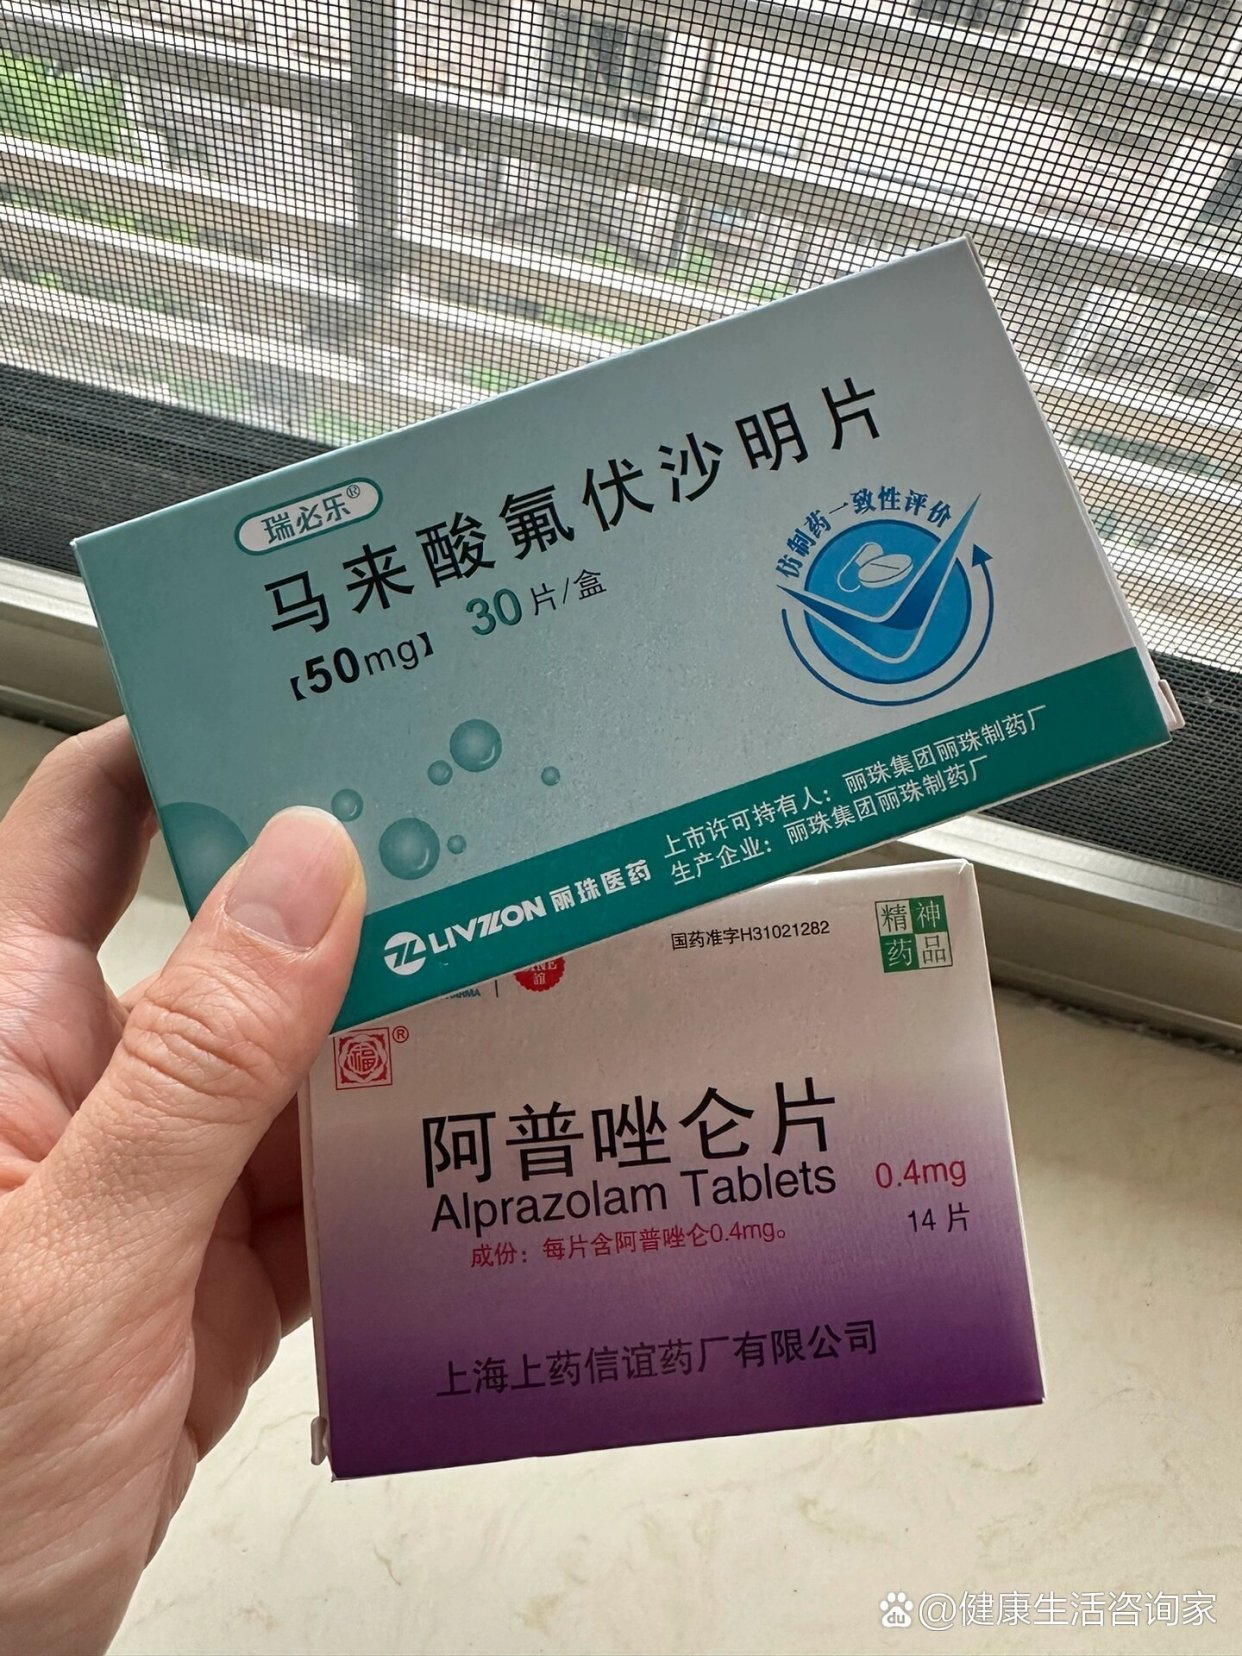 瑞必乐®
马来酸氟伏沙明片
【50mg】 30片/盒
仿制药一致性评价
LIVZON 丽珠医药
上市许可持有人：丽珠集团丽珠制药厂
生产企业：丽珠集团丽珠制药厂
国药准字H31021282
精神
药品
谊
福®
阿普唑仑片
Alprazolam Tablets
0.4mg
14片
成份：每片含阿普唑仑0.4mg。
上海上药信谊药厂有限公司
du @健康生活咨询家